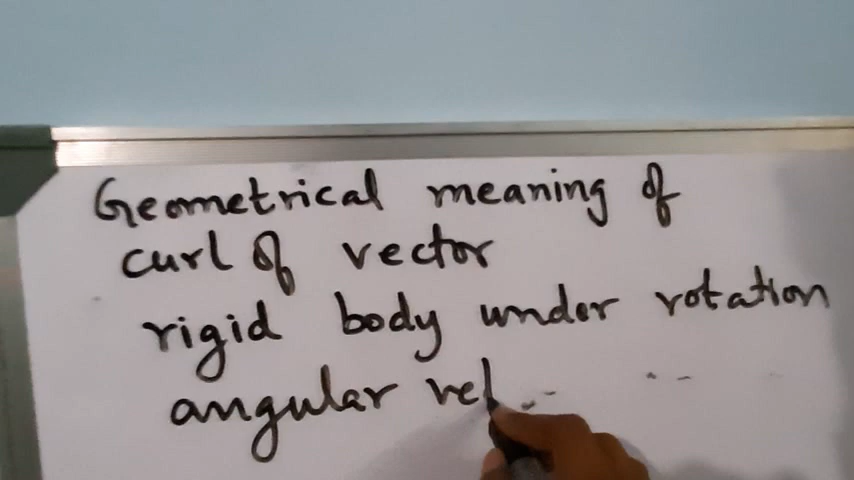 Geometrical meaning of
curl of vector
rigid body under rotation
angular vel